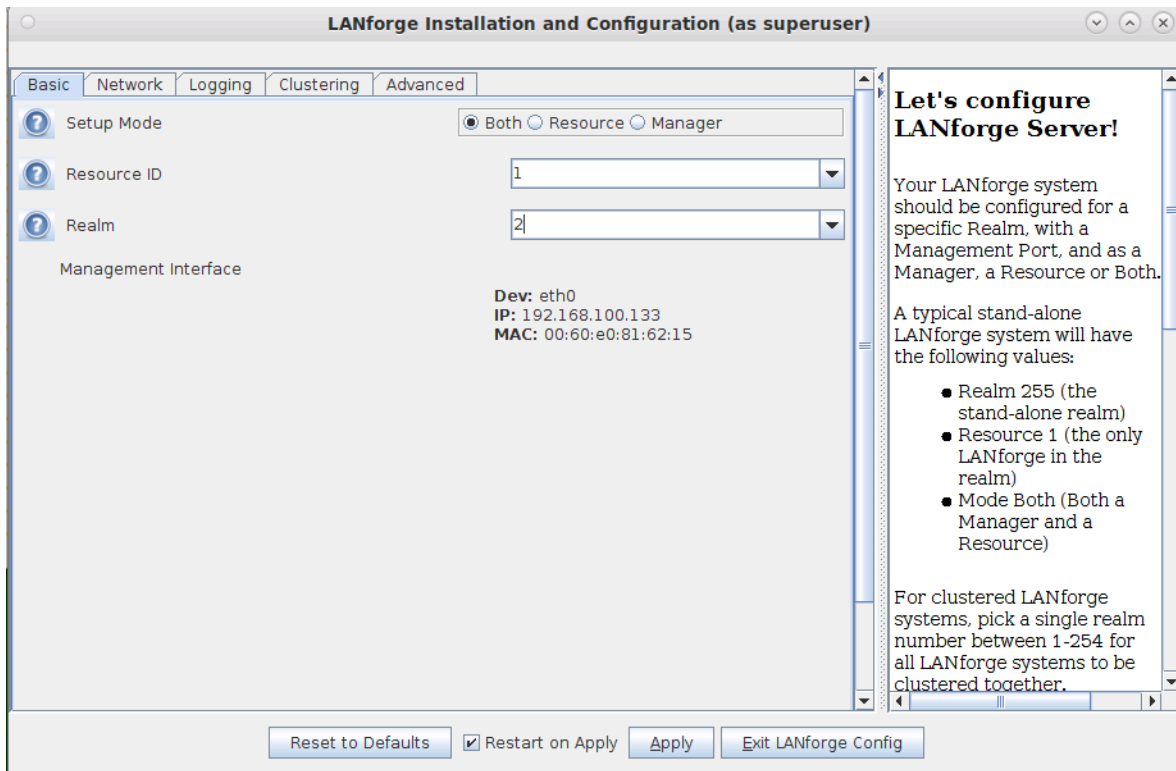 LANforge Installation and Configuration (as superuser)
Basic Network Logging Clustering Advanced
Setup Mode Both Resource Manager
Resource ID 1
Realm 2
Management Interface
Dev: eth0
IP: 192.168.100.133
MAC: 00:60:e0:81:62:15
Let's configure
LANforge Server!
Your LANforge system
should be configured for a
specific Realm, with a
Management Port, and as a
Manager, a Resource or Both.
A typical stand-alone
LANforge system will have
the following values:
Realm 255 (the
stand-alone realm)
Resource 1 (the only
LANforge in the
realm)
Mode Both (Both a
Manager and a
Resource)
For clustered LANforge
systems, pick a single realm
number between 1-254 for
all LANforge systems to be
clustered together.
Reset to Defaults Restart on Apply Apply Exit LANforge Config